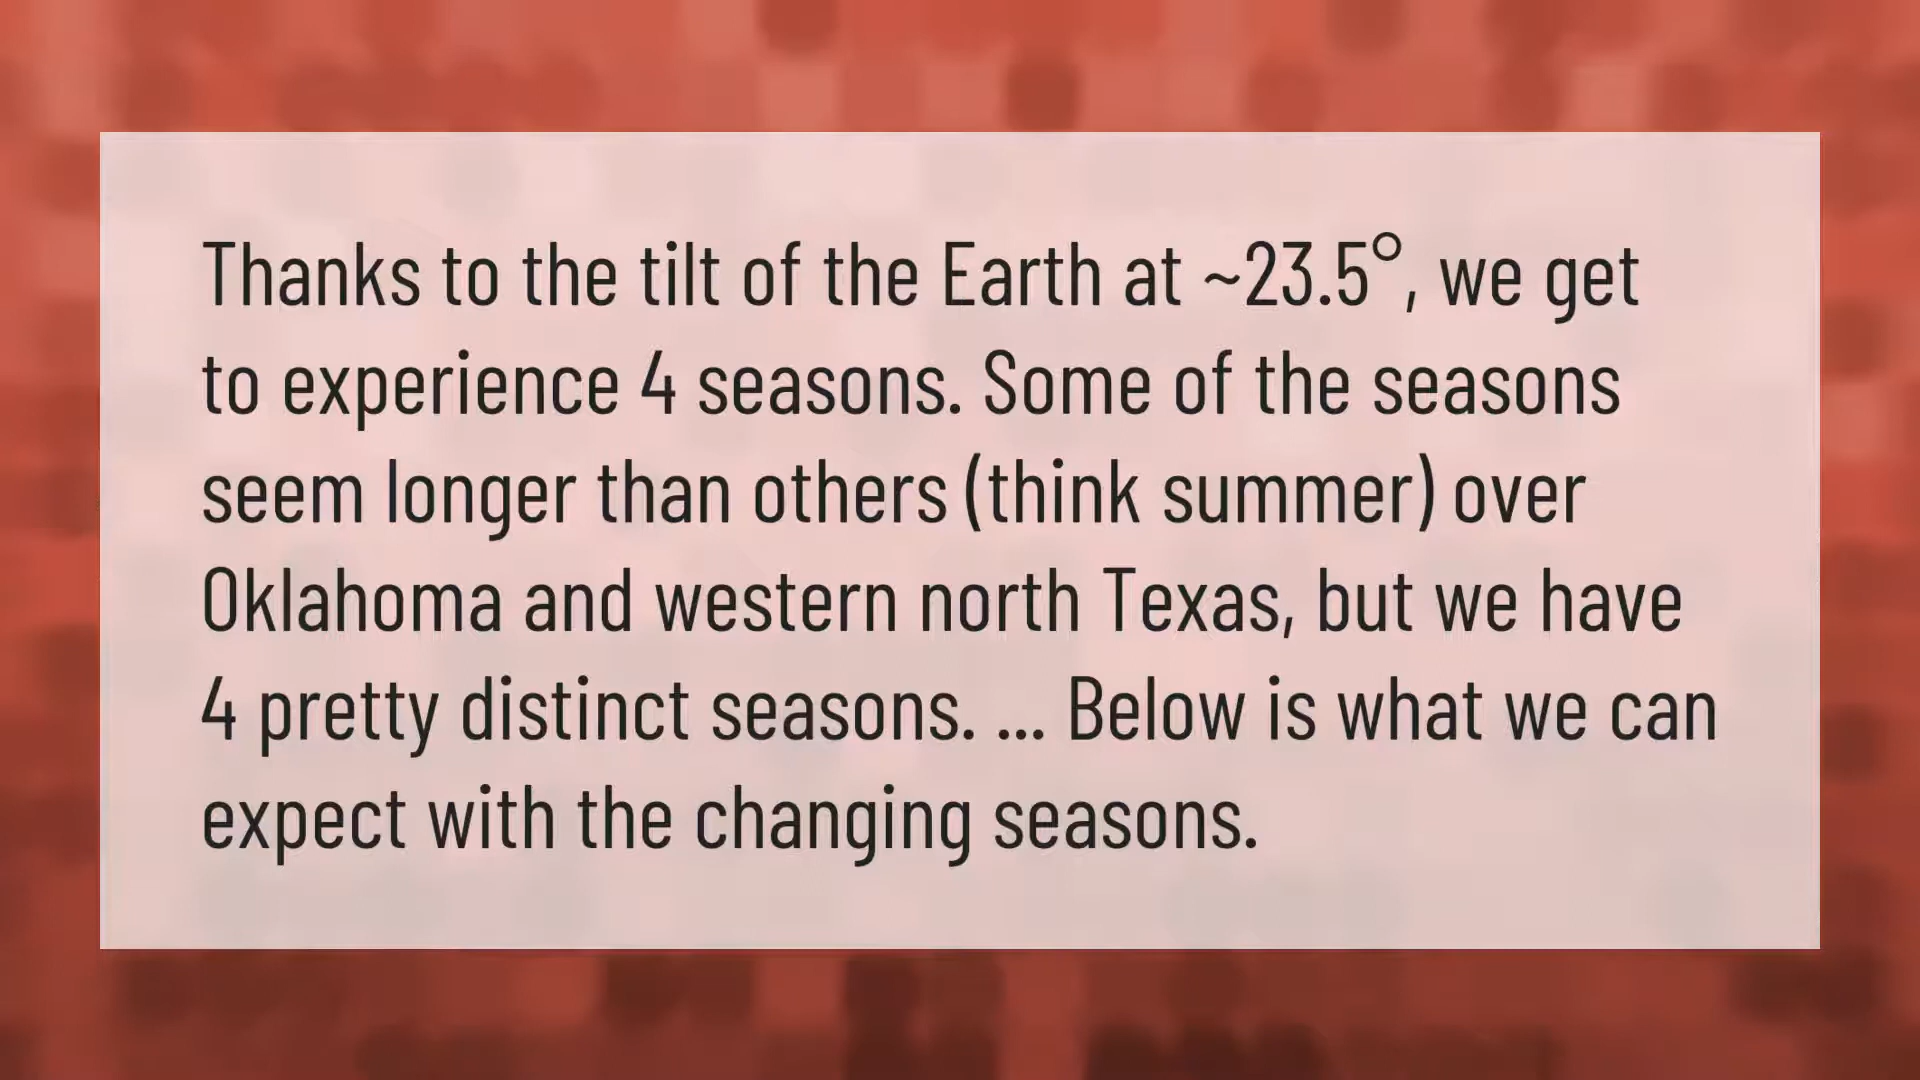 Thanks to the tilt of the Earth at ~23.5°, we get
to experience 4 seasons. Some of the seasons
seem longer than others (think summer) over
Oklahoma and western north Texas, but we have
4 pretty distinct seasons. ... Below is what we can
expect with the changing seasons.